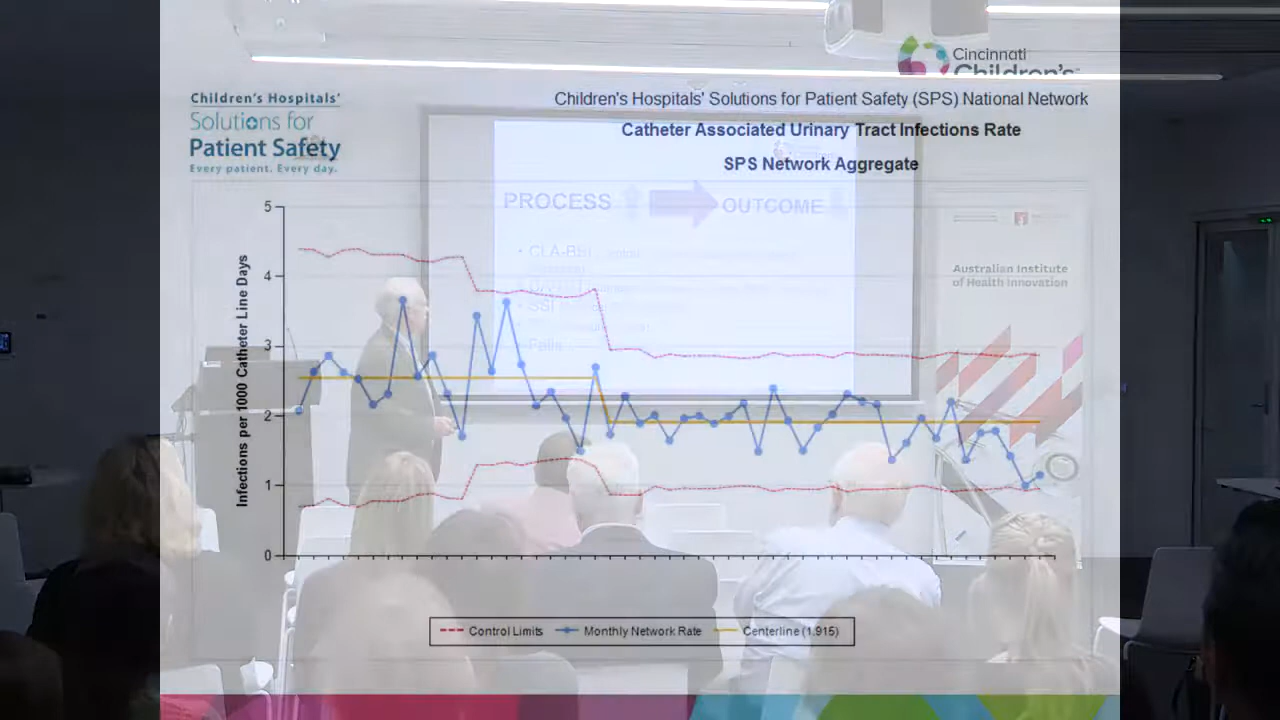 Cincinnati
Children's
Children's Hospitals'
Solutions for
Patient Safety
Every patient. Every day.
Children's Hospitals' Solutions for Patient Safety (SPS) National Network
Catheter Associated Urinary Tract Infections Rate
SPS Network Aggregate
PROCESS
OUTCOME
• CLA-BSI
• SSI
Falls
Australian Institute
of Health Innovation
Infections per 1000 Catheter Line Days
5
4
3
2
1
0
Control Limits
Monthly Network Rate
Centerline (1.915)